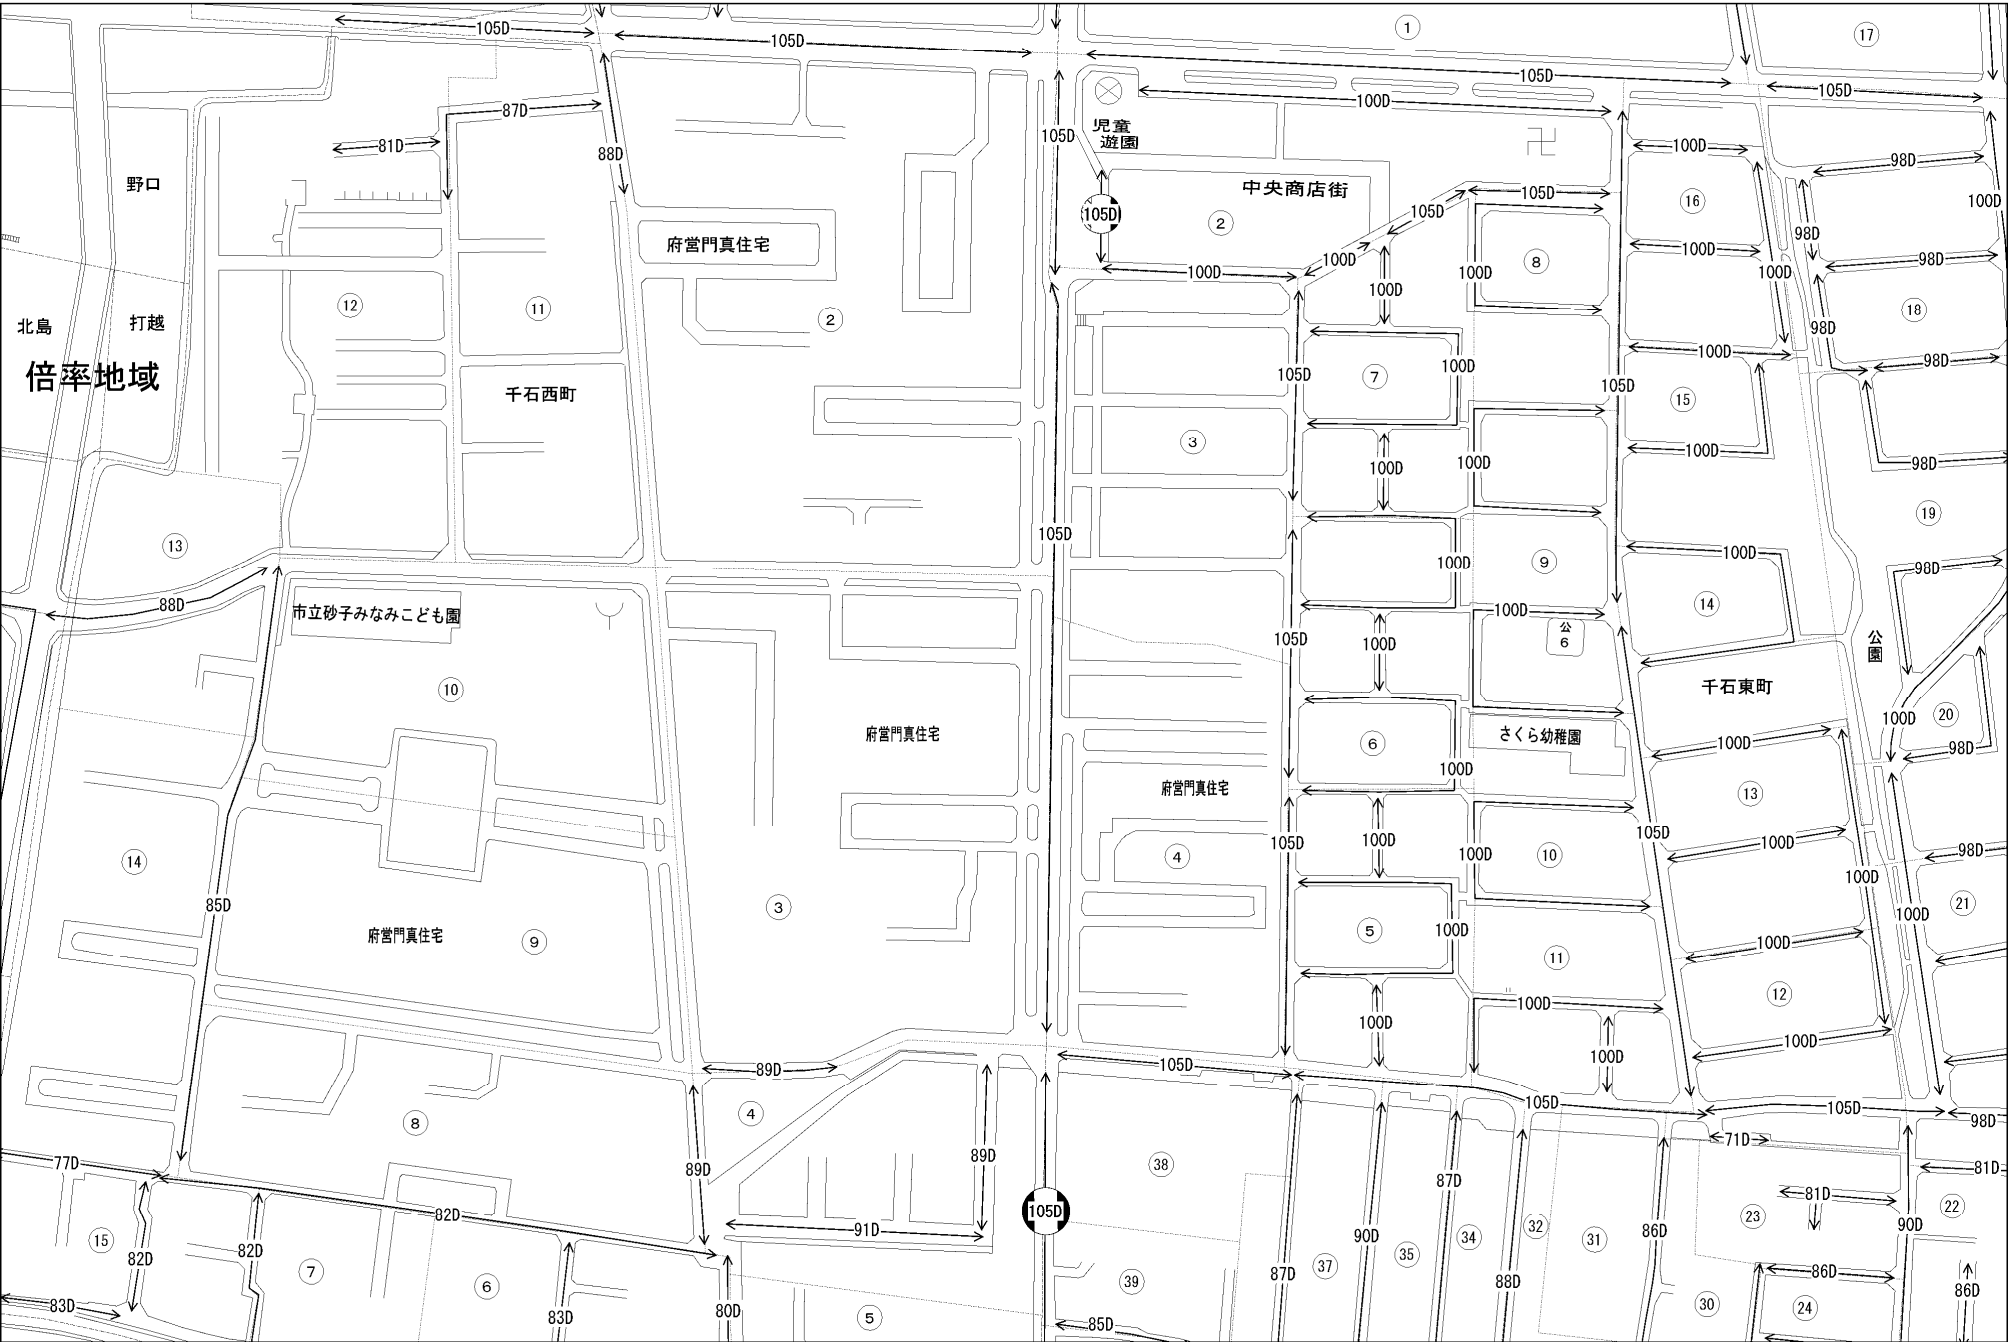 105D
105D
①
⑰
105D
105D
100D
87D
81D
88D
105D
児童
遊園
100D
98D
野口
105D
中央商店街
105D
⑯
100D
府営門真住宅
②
105D
98D
100D
⑧
100D
98D
100D
100D
100D
100D
100D
⑫
⑪
②
北島
打越
⑱
98D
倍率地域
千石西町
105D
⑦
100D
105D
⑮
100D
98D
③
100D
100D
100D
98D
⑬
105D
⑨
100D
100D
98D
⑲
88D
市立砂子みなみこども園
105D
100D
100D
公
6
⑭
公園
⑩
千石東町
府営門真住宅
⑥
さくら幼稚園
100D
100D
⑳
98D
府営門真住宅
100D
⑬
⑭
105D
④
100D
100D
⑩
105D
100D
98D
100D
85D
③
府営門真住宅
⑨
⑤
100D
⑪
100D
100D
㉑
⑫
100D
100D
100D
100D
89D
105D
105D
105D
98D
⑧
④
71D
77D
89D
89D
㊳
87D
81D
82D
105D
91D
81D
⑮
82D
82D
90D
㉟
㉞
㉜
㉛
86D
㉓
90D
㉒
⑦
⑥
㊴
87D
㊲
88D
86D
86D
83D
83D
80D
⑤
85D
㉚
㉔